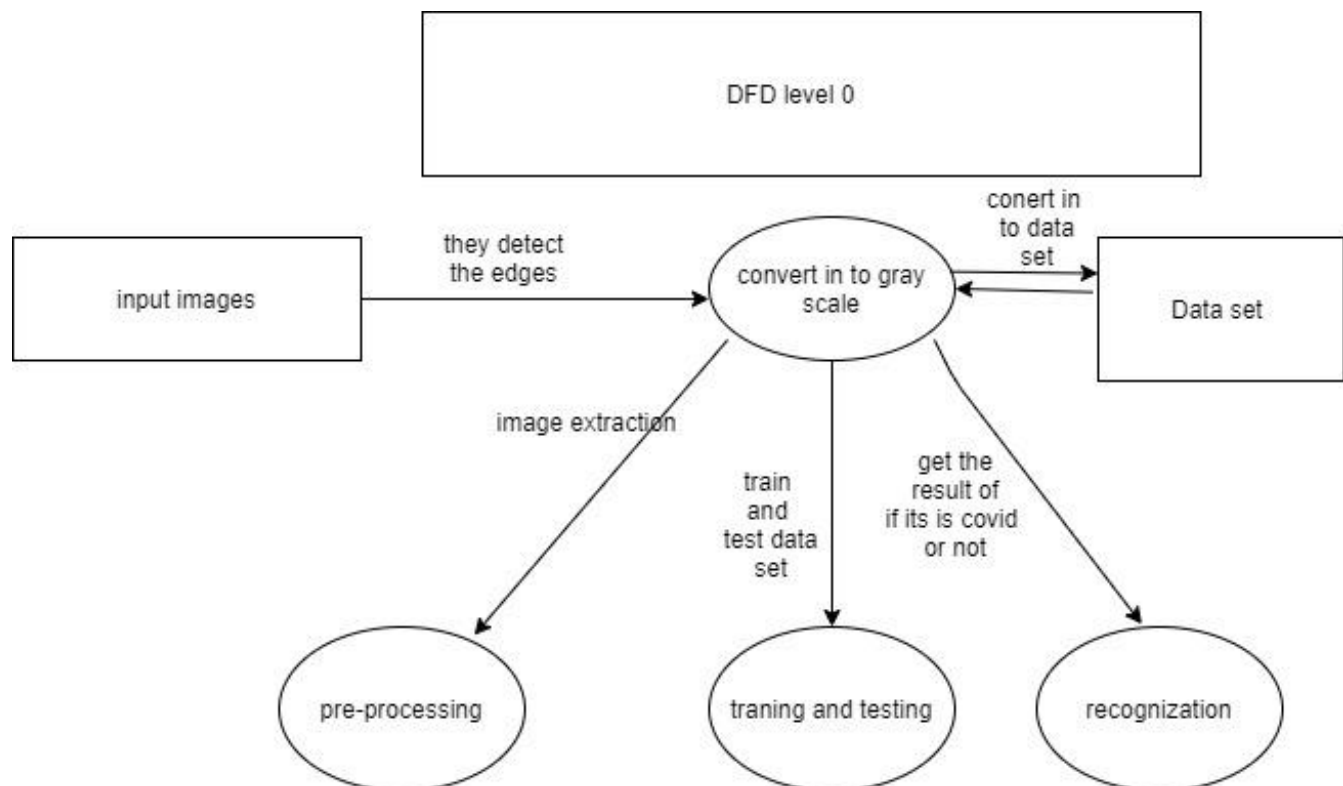 DFD level 0
they detect
the edges
conert in
to data
set
input images
convert in to gray
scale
Data set
image extraction
train
and
test data
set
get the
result of
if its is covid
or not
pre-processing
traning and testing
recognization